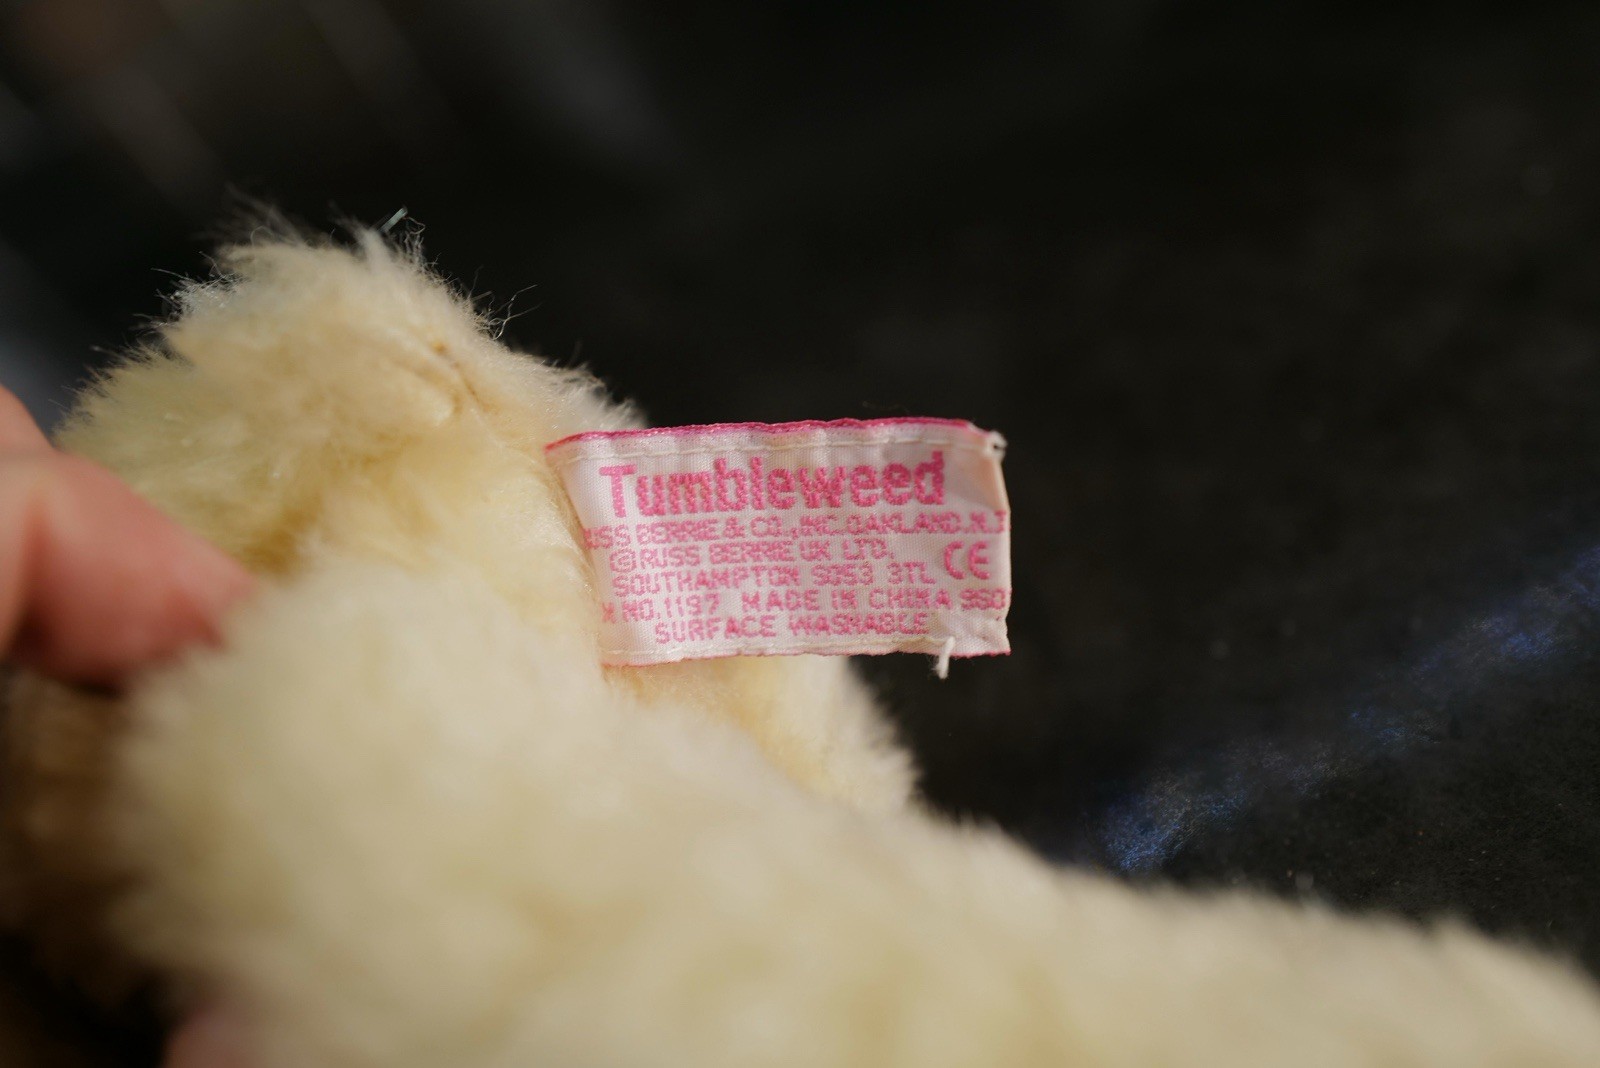 Tumbleweed
USS BERRIE & CO., INC. OAKLAND, N.J
© RUSS BERRIE UK LTD.
CE
SOUTHAMPTON SO53 3TL
NO. 1197 MADE IN CHINA
SURFACE WASHABLE